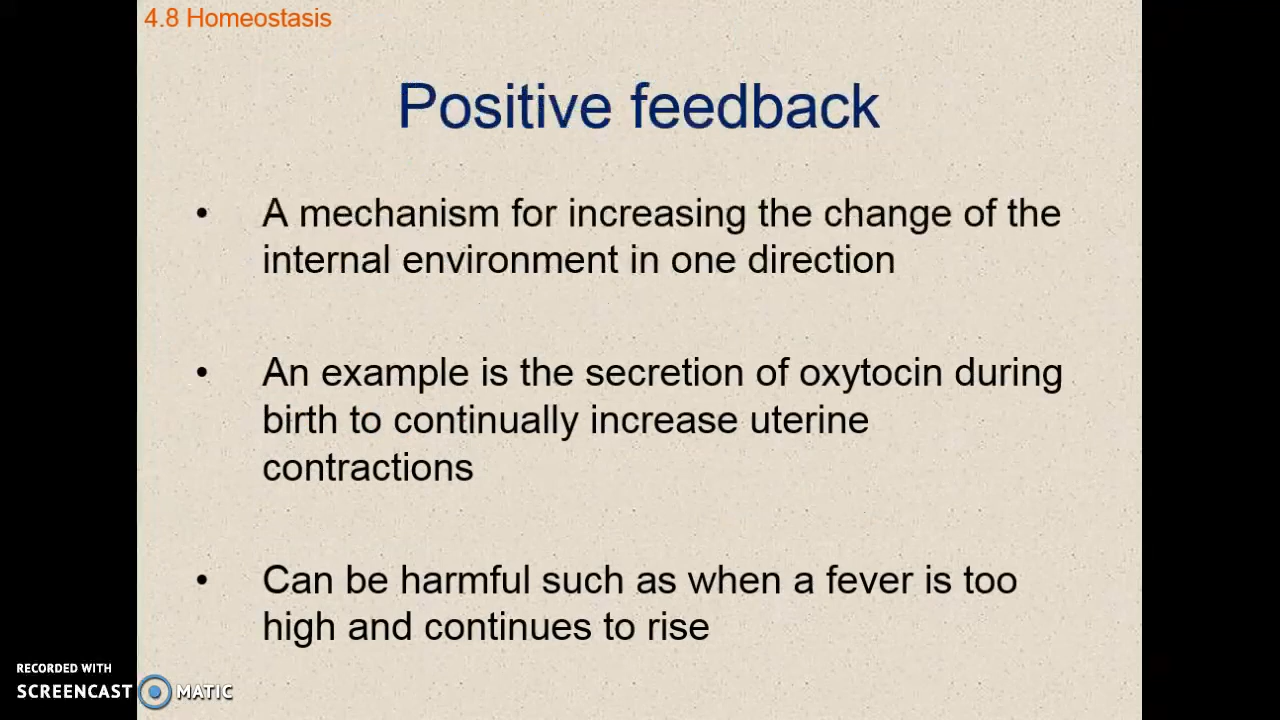 4.8 Homeostasis
Positive feedback
• A mechanism for increasing the change of the
internal environment in one direction
• An example is the secretion of oxytocin during
birth to continually increase uterine
contractions
• Can be harmful such as when a fever is too
high and continues to rise
RECORDED WITH
SCREENCAST MATIC